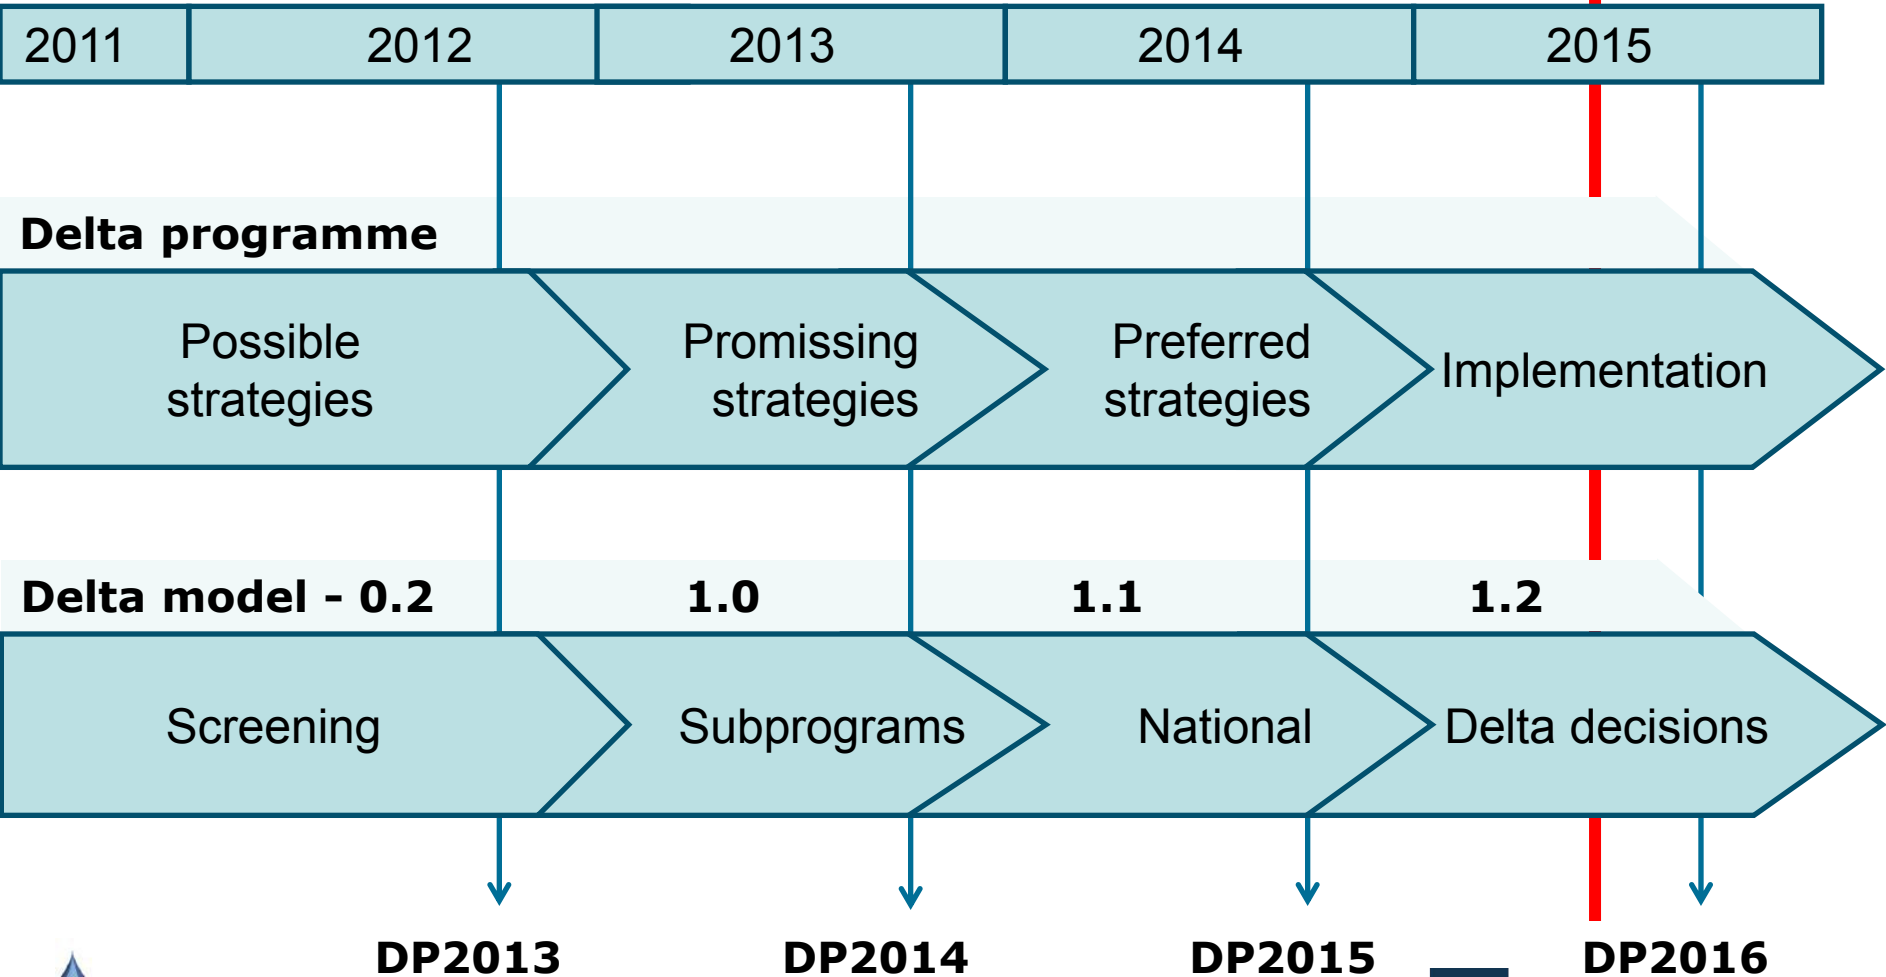 2011 2012 2013 2014 2015
Delta programme
Possible strategies
Promissing strategies
Preferred strategies
Implementation
Delta model - 0.2 1.0 1.1 1.2
Screening Subprograms National Delta decisions
DP2013 DP2014 DP2015 DP2016